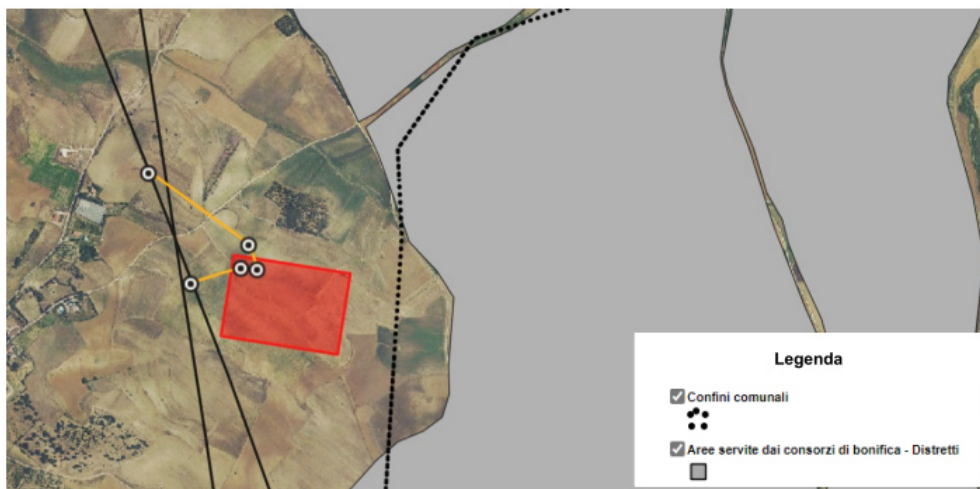 Legenda
Confini comunali
Aree servite dai consorzi di bonifica - Distretti